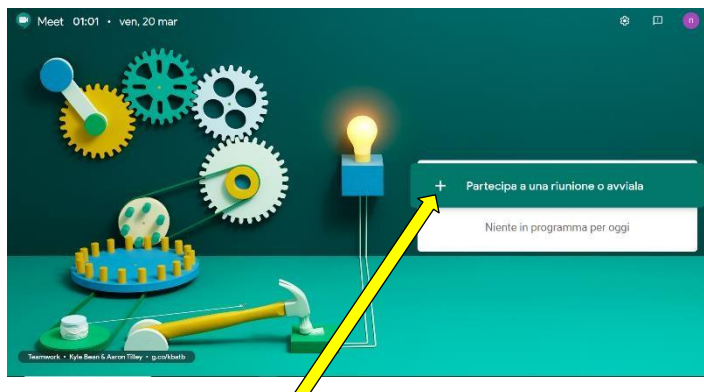 Meet 01:01 • ven, 20 mar
n
+ Partecipa a una riunione o avviala
Niente in programma per oggi
Teamwork • Kyle Bean & Aaron Tilley • g.co/kbatb